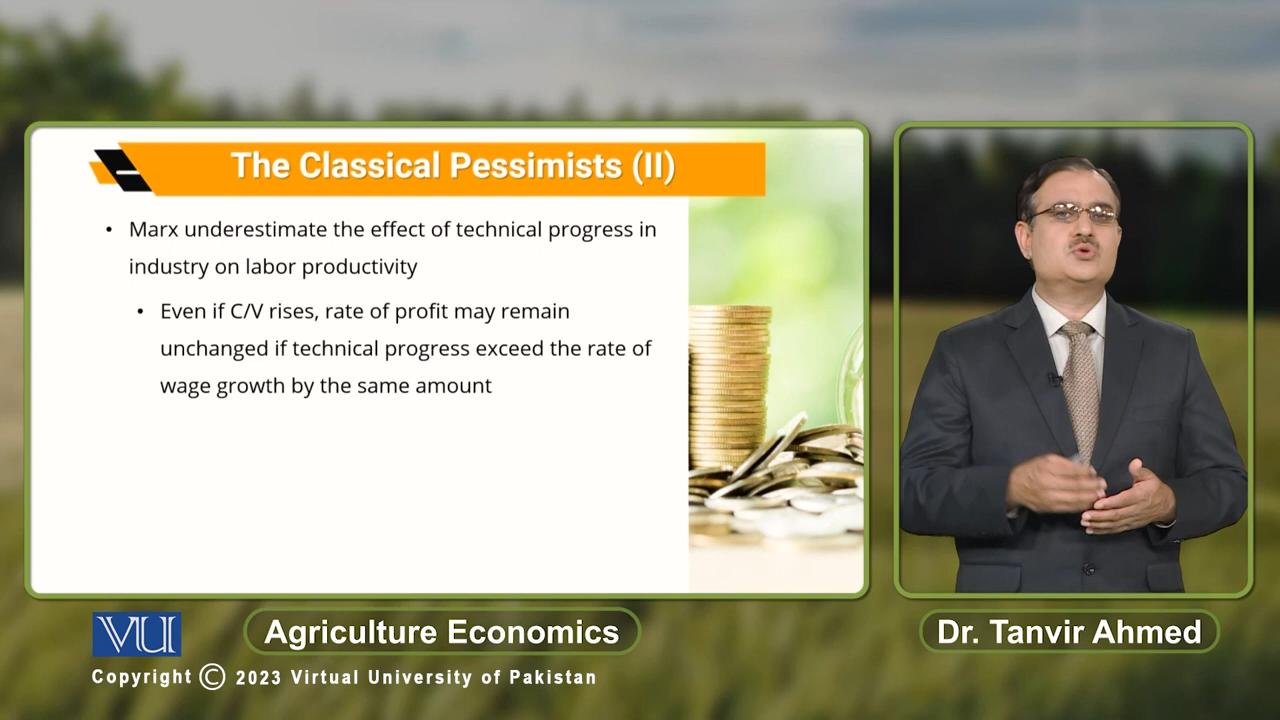 The Classical Pessimists (II)
• Marx underestimate the effect of technical progress in
industry on labor productivity
• Even if C/V rises, rate of profit may remain
unchanged if technical progress exceed the rate of
wage growth by the same amount
VU
Agriculture Economics
Dr. Tanvir Ahmed
Copyright © 2023 Virtual University of Pakistan